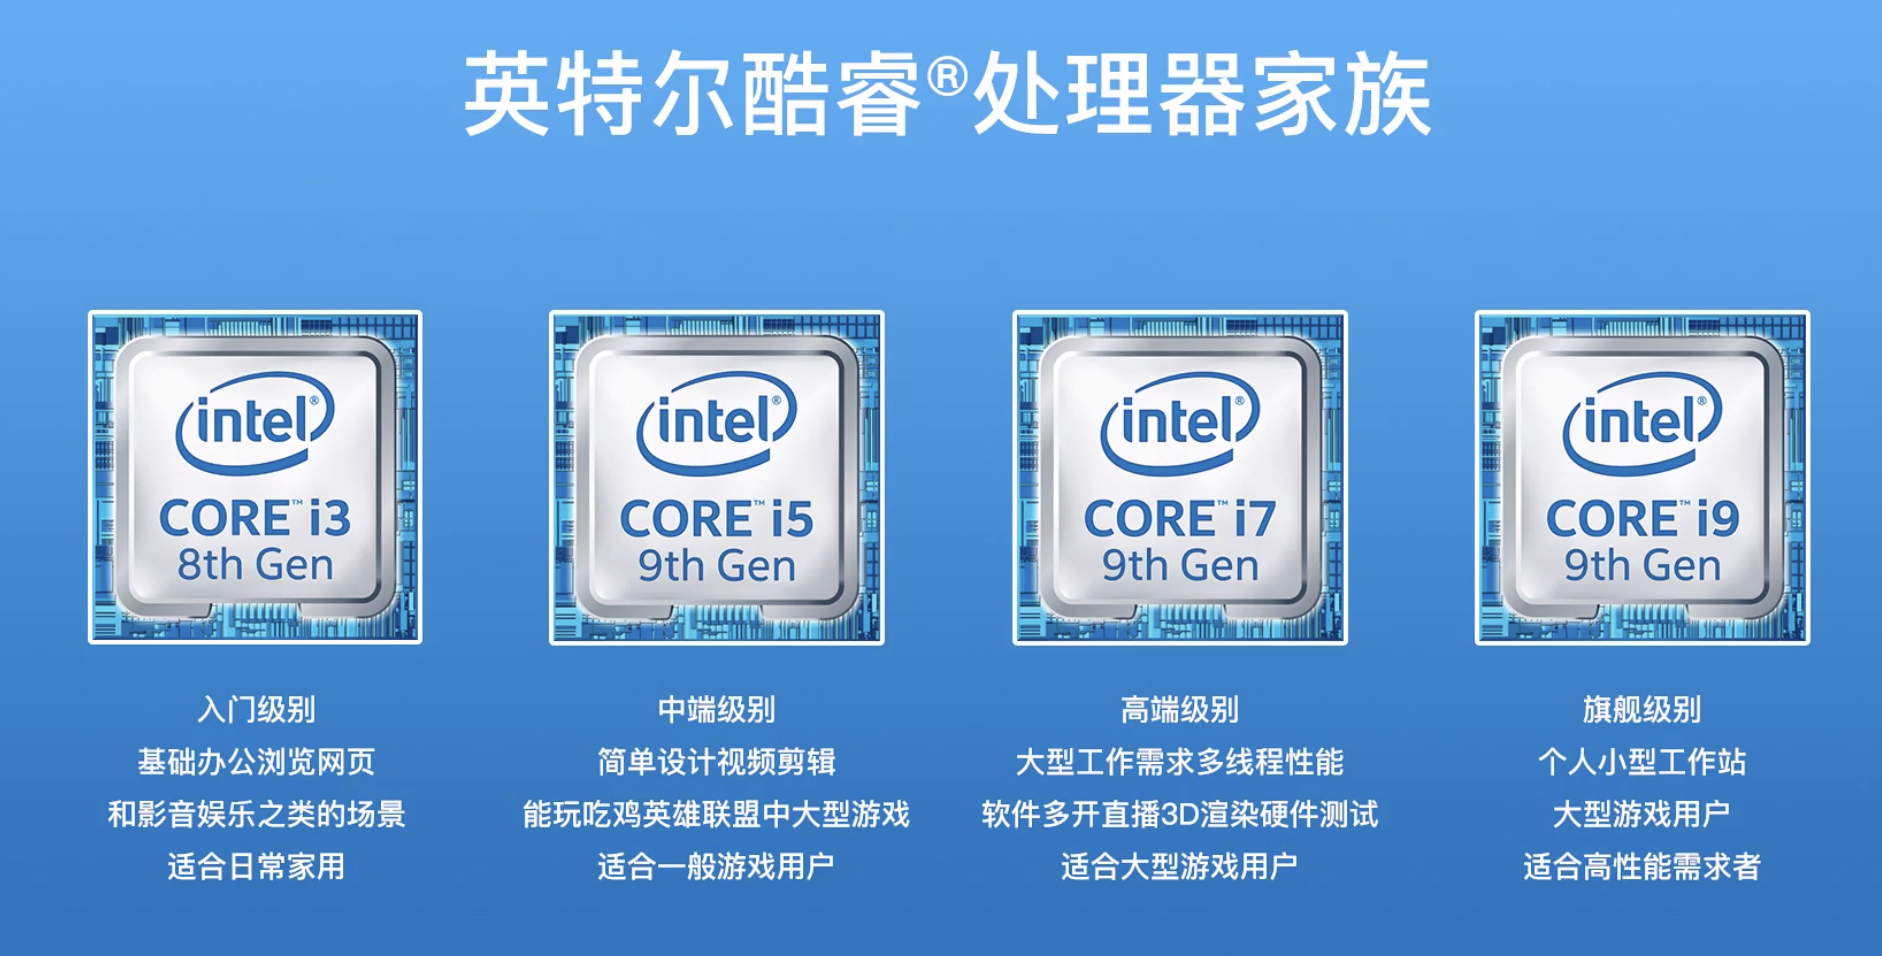 英特尔酷睿®处理器家族
intel®
CORE™ i3
8th Gen
入门级别
基础办公浏览网页
和影音娱乐之类的场景
适合日常家用
intel®
CORE™ i5
9th Gen
中端级别
简单设计视频剪辑
能玩吃鸡英雄联盟中大型游戏
适合一般游戏用户
intel®
CORE™ i7
9th Gen
高端级别
大型工作需求多线程性能
软件多开直播3D渲染硬件测试
适合大型游戏用户
intel®
CORE™ i9
9th Gen
旗舰级别
个人小型工作站
大型游戏用户
适合高性能需求者